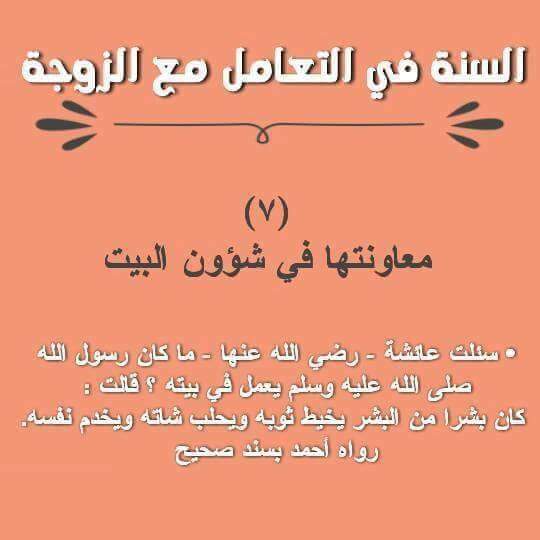 السنة في التعامل مع الزوجة
(٧)
معاونتها في شؤون البيت
• سئلت عائشة - رضي الله عنها - ما كان رسول الله
صلى الله عليه وسلم يعمل في بيته ؟ قالت :
كان بشرا من البشر يخيط ثوبه ويحلب شاته ويخدم نفسه.
رواه أحمد بسند صحيح